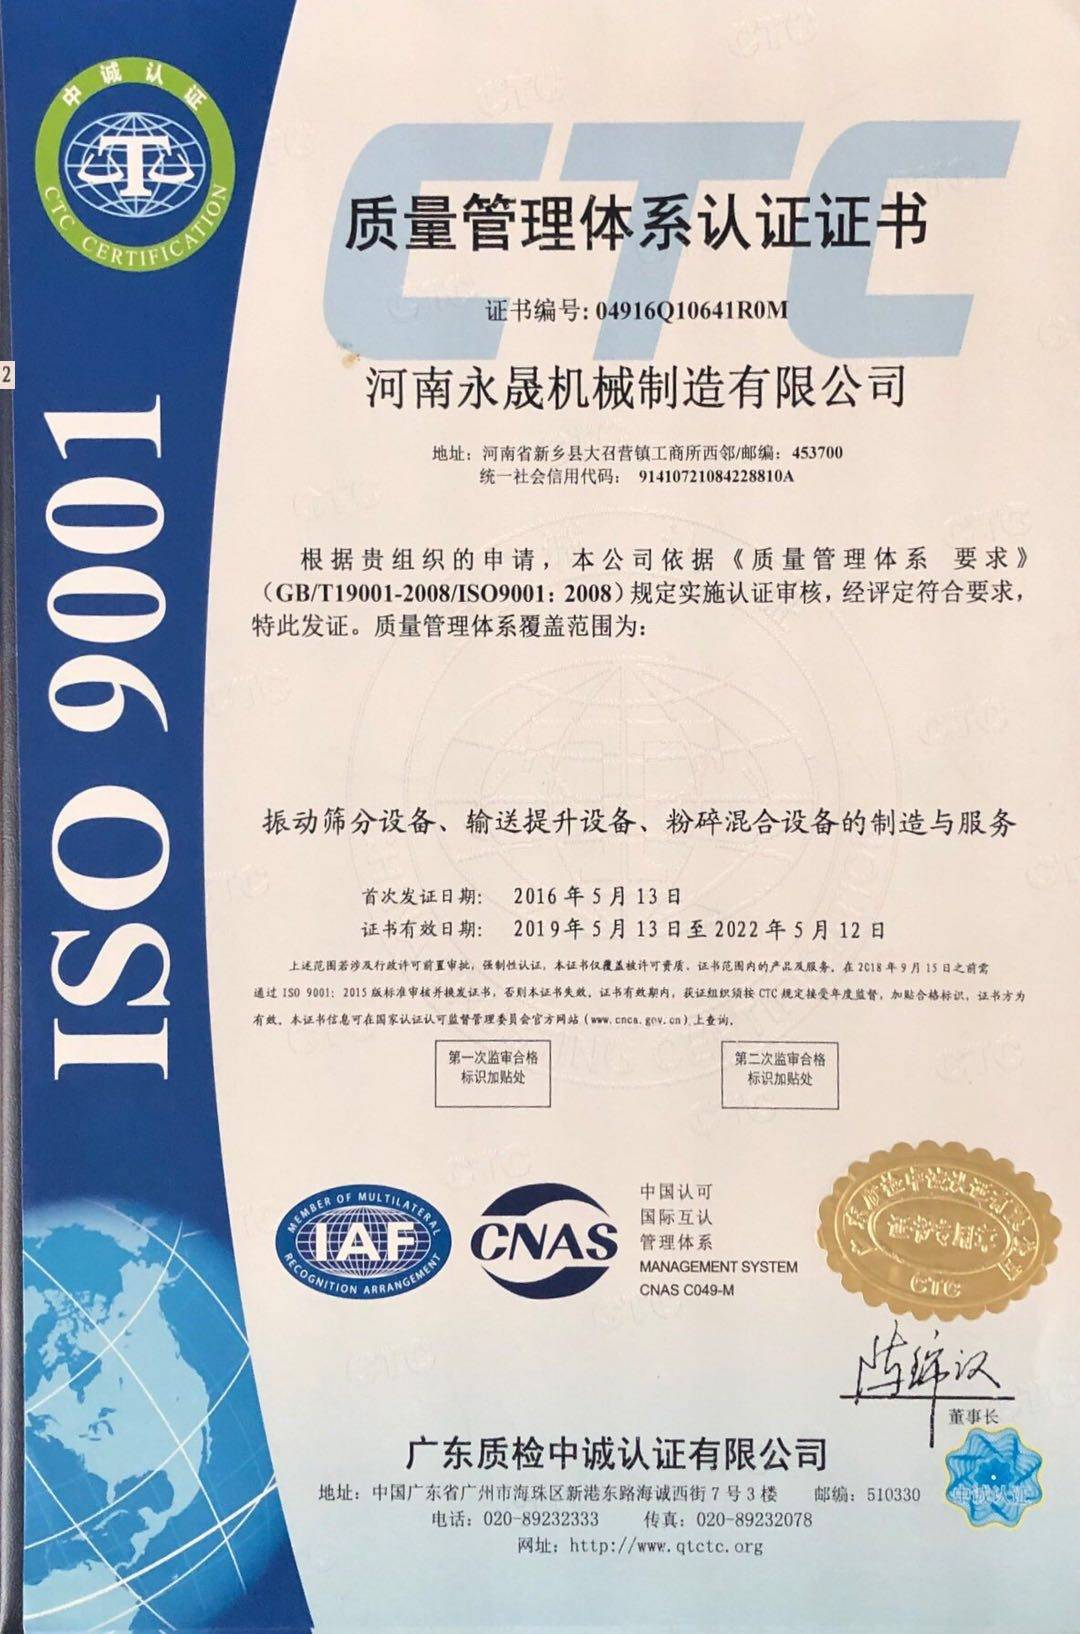 中诚认证
CTC CERTIFICATION
CTC
质量管理体系认证证书
证书编号: 04916Q10641R0M
2
河南永晟机械制造有限公司
地址：河南省新乡县大召营镇工商所西邻/邮编：453700
统一社会信用代码： 91410721084228810A
ISO 9001
根据贵组织的申请，本公司依据《质量管理体系 要求》
（GB/T19001-2008/ISO9001: 2008）规定实施认证审核，经评定符合要求，
特此发证。质量管理体系覆盖范围为:
振动筛分设备、输送提升设备、粉碎混合设备的制造与服务
首次发证日期: 2016 年 5 月 13 日
证书有效日期: 2019 年 5 月 13 日至 2022 年 5 月 12 日
上述范围若涉及行政许可前置审批，强制性认证，本证书仅覆盖被许可资质、证书范围内的产品及服务。在 2018 年 9 月 15 日之前需
通过 ISO 9001: 2015 版标准审核并换发证书，否则本证书失效。证书有效期内，获证组织须按 CTC 规定接受年度监督，加贴合格标识，证书方为
有效。本证书信息可在国家认证认可监督管理委员会官方网站（www.cnca.gov.cn）上查询。
第一次监审合格
标识加贴处
第二次监审合格
标识加贴处
MEMBER OF MULTILATERAL
IAF
RECOGNITION ARRANGEMENT
CNAS
中国认可
国际互认
管理体系
MANAGEMENT SYSTEM
CNAS C049-M
证书专用章
CTC
董事长
中诚认证
广东质检中诚认证有限公司
地址：中国广东省广州市海珠区新港东路海诚西街 7 号 3 楼 邮编：510330
电话：020-89232333 传真：020-89232078
网址：http://www.qtctc.org